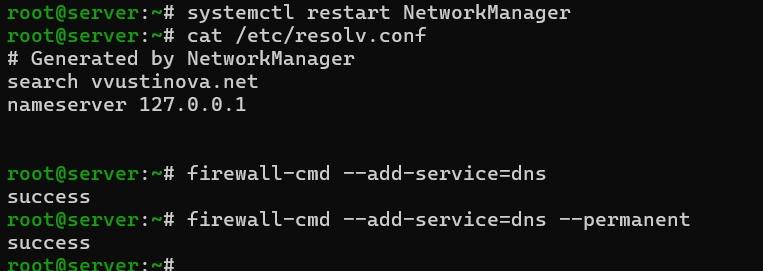 root@server:~# systemctl restart NetworkManager
root@server:~# cat /etc/resolv.conf
# Generated by NetworkManager
search vvustinova.net
nameserver 127.0.0.1
root@server:~# firewall-cmd --add-service=dns
success
root@server:~# firewall-cmd --add-service=dns --permanent
success
root@server:~#